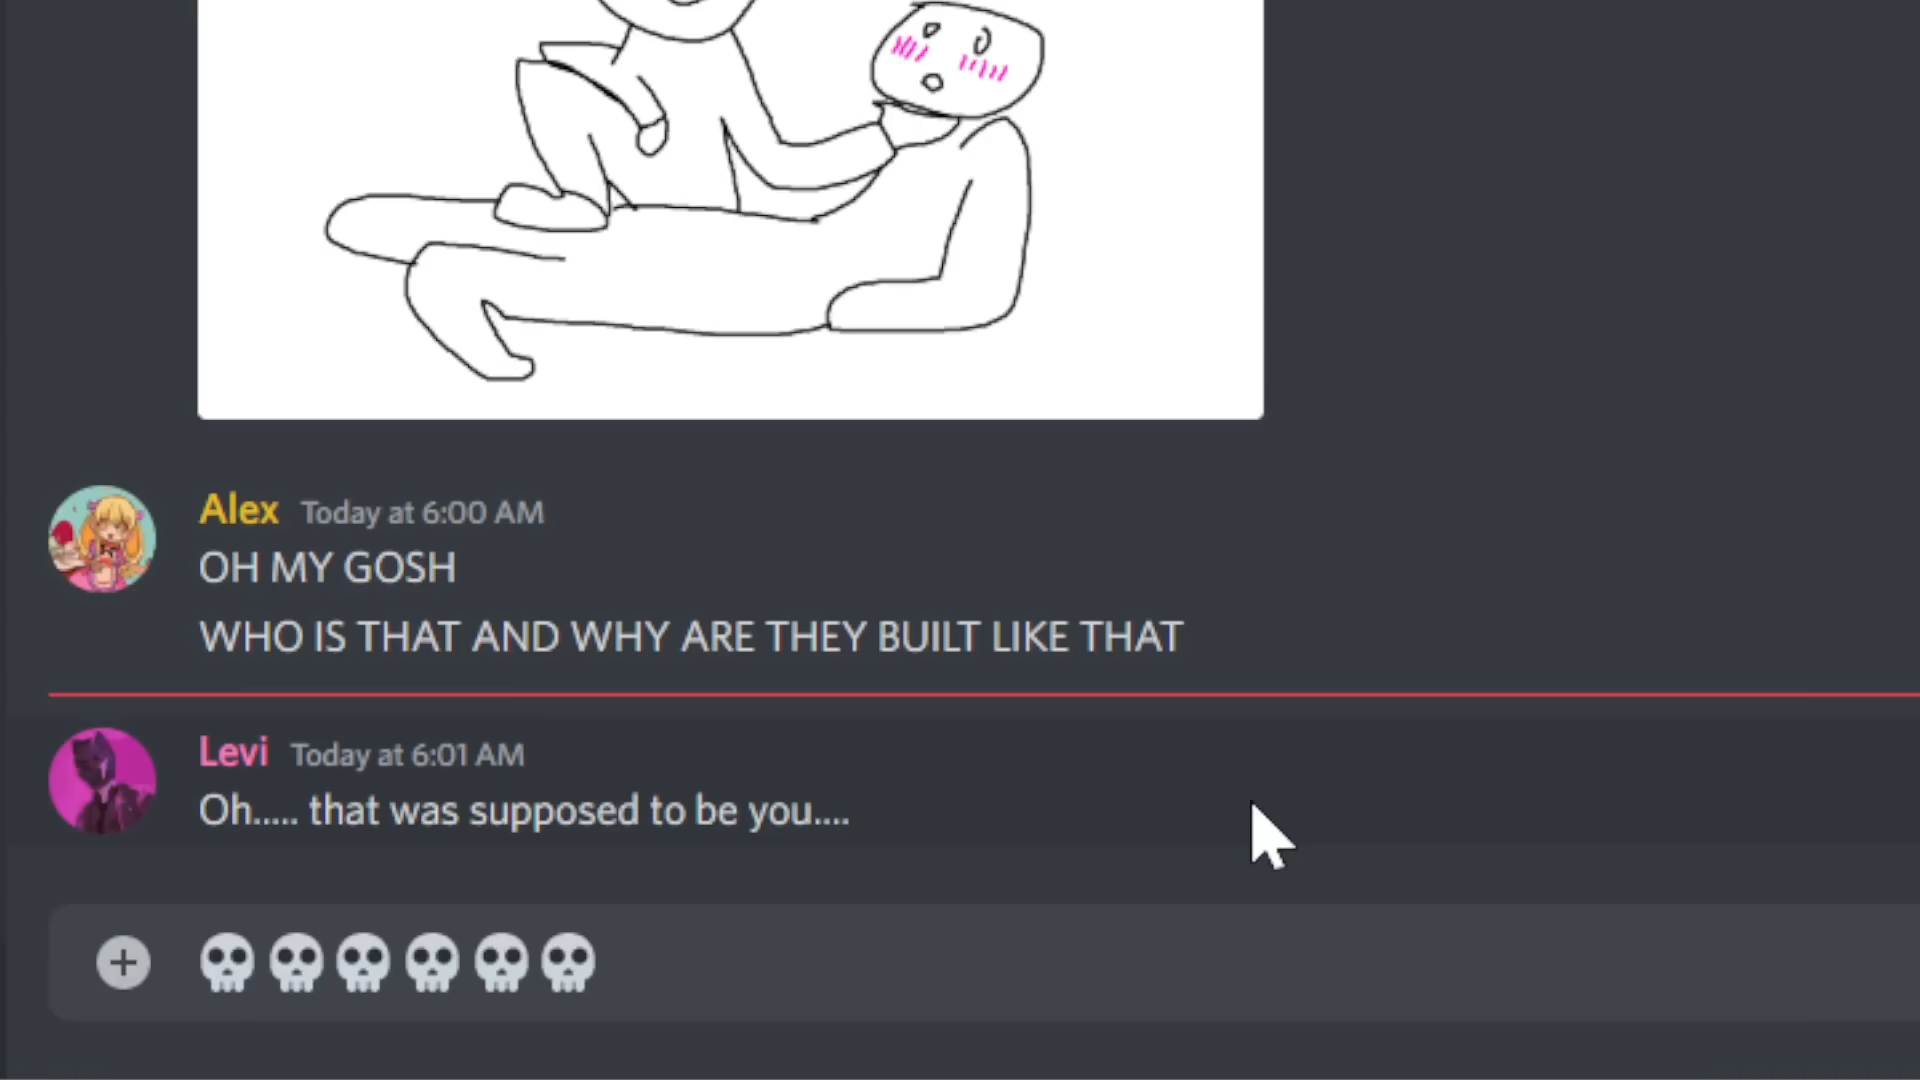 Alex Today at 6:00 AM
OH MY GOSH
WHO IS THAT AND WHY ARE THEY BUILT LIKE THAT
Levi Today at 6:01 AM
Oh..... that was supposed to be you....
💀💀💀💀💀💀